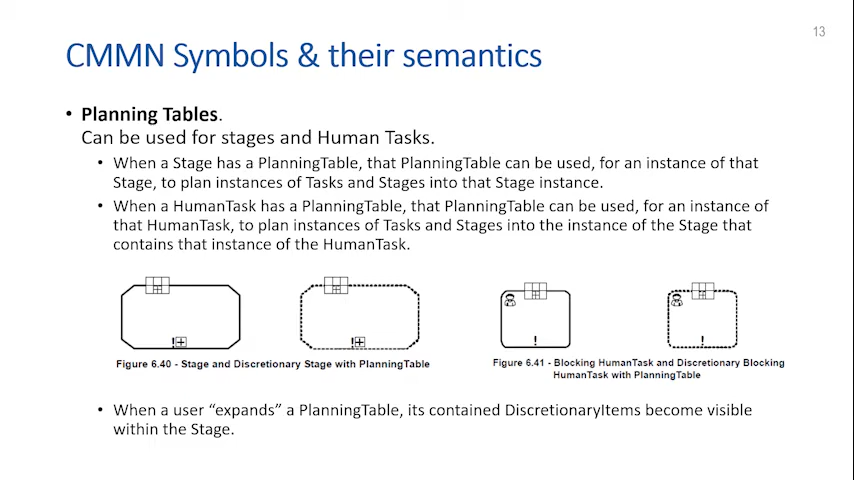 13
CMMN Symbols & their semantics
• Planning Tables.
Can be used for stages and Human Tasks.
• When a Stage has a PlanningTable, that PlanningTable can be used, for an instance of that
Stage, to plan instances of Tasks and Stages into that Stage instance.
• When a HumanTask has a PlanningTable, that PlanningTable can be used, for an instance of
that HumanTask, to plan instances of Tasks and Stages into the instance of the Stage that
contains that instance of the HumanTask.
!
!
!
!
Figure 6.40 - Stage and Discretionary Stage with PlanningTable
Figure 6.41 - Blocking HumanTask and Discretionary Blocking
HumanTask with PlanningTable
• When a user “expands” a PlanningTable, its contained DiscretionaryItems become visible
within the Stage.